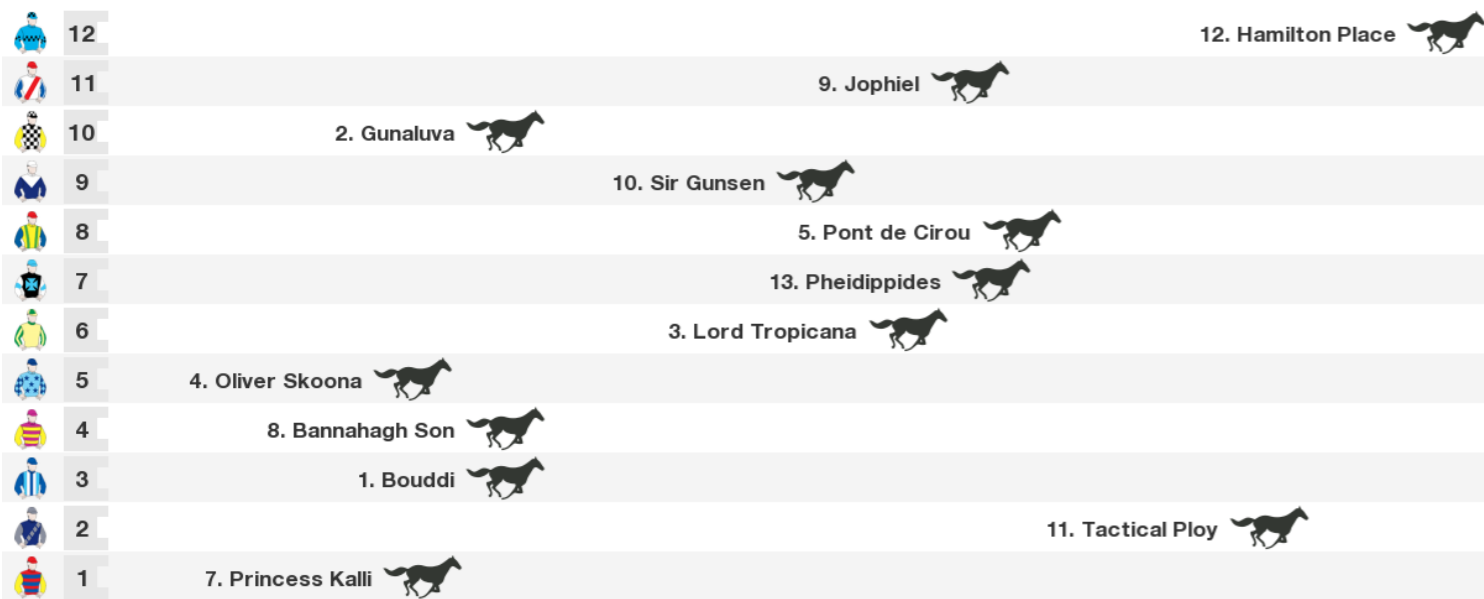 12 12. Hamilton Place
11 9. Jophiel
10 2. Gunaluva
9 10. Sir Gunsen
8 5. Pont de Cirou
7 13. Pheidippides
6 3. Lord Tropicana
5 4. Oliver Skoona
4 8. Bannahagh Son
3 1. Bouddi
2 11. Tactical Ploy
1 7. Princess Kalli